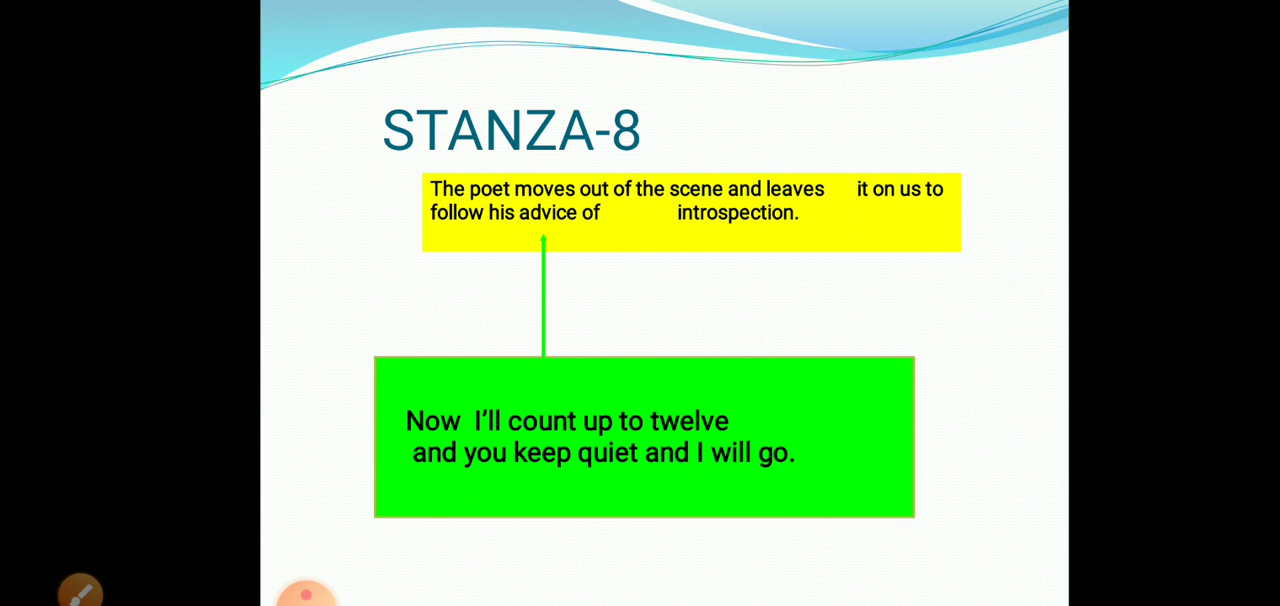 STANZA-8
The poet moves out of the scene and leaves it on us to
follow his advice of introspection.
Now I’ll count up to twelve
and you keep quiet and I will go.